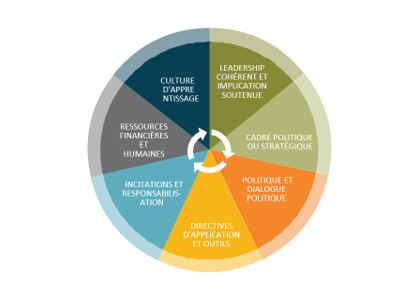 LEADERSHIP
COHÉRENT ET
IMPLICATION
SOUTENUE
CADRE POLITIQUE
OU STRATÉGIQUE
POLITIQUE ET
DIALOGUE
POLITIQUE
DIRECTIVES
D'APPLICATION
ET OUTILS
INCITATIONS ET
RESPONSABILIS-
ATION
RESSOURCES
FINANCIÈRES
ET
HUMAINES
CULTURE
D'APPRE
NTISSAGE